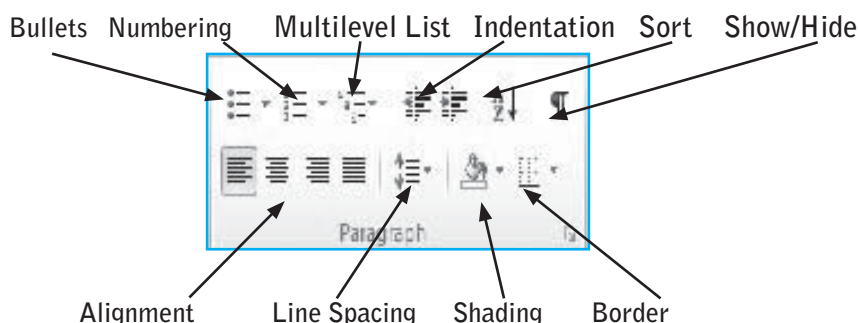 Bullets Numbering Multilevel List Indentation Sort Show/Hide
Paragraph
Alignment Line Spacing Shading Border